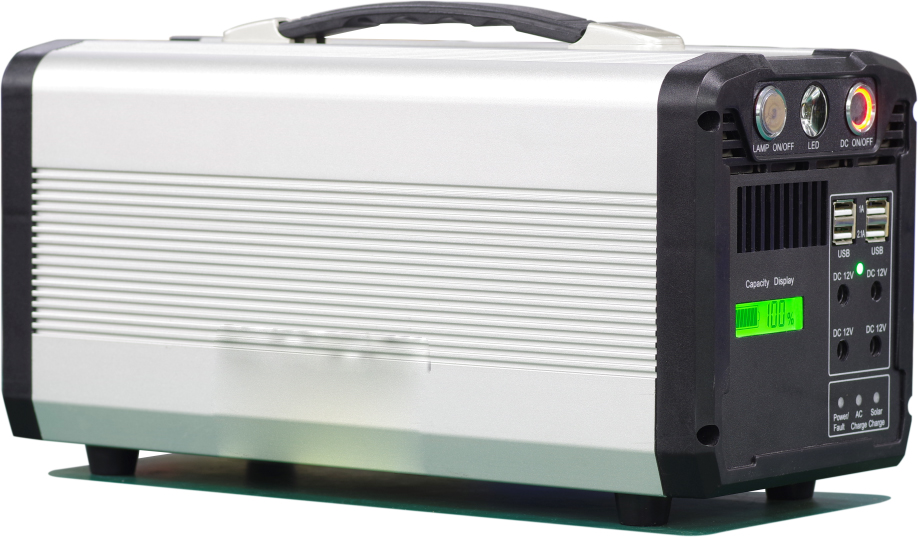 LAMP ON/OFF LED DC ON/OFF
1A
2.1A
USB USB
DC 12V DC 12V
Capacity Display
100%
DC 12V DC 12V
Power/ AC Solar
Fault Charge Charge